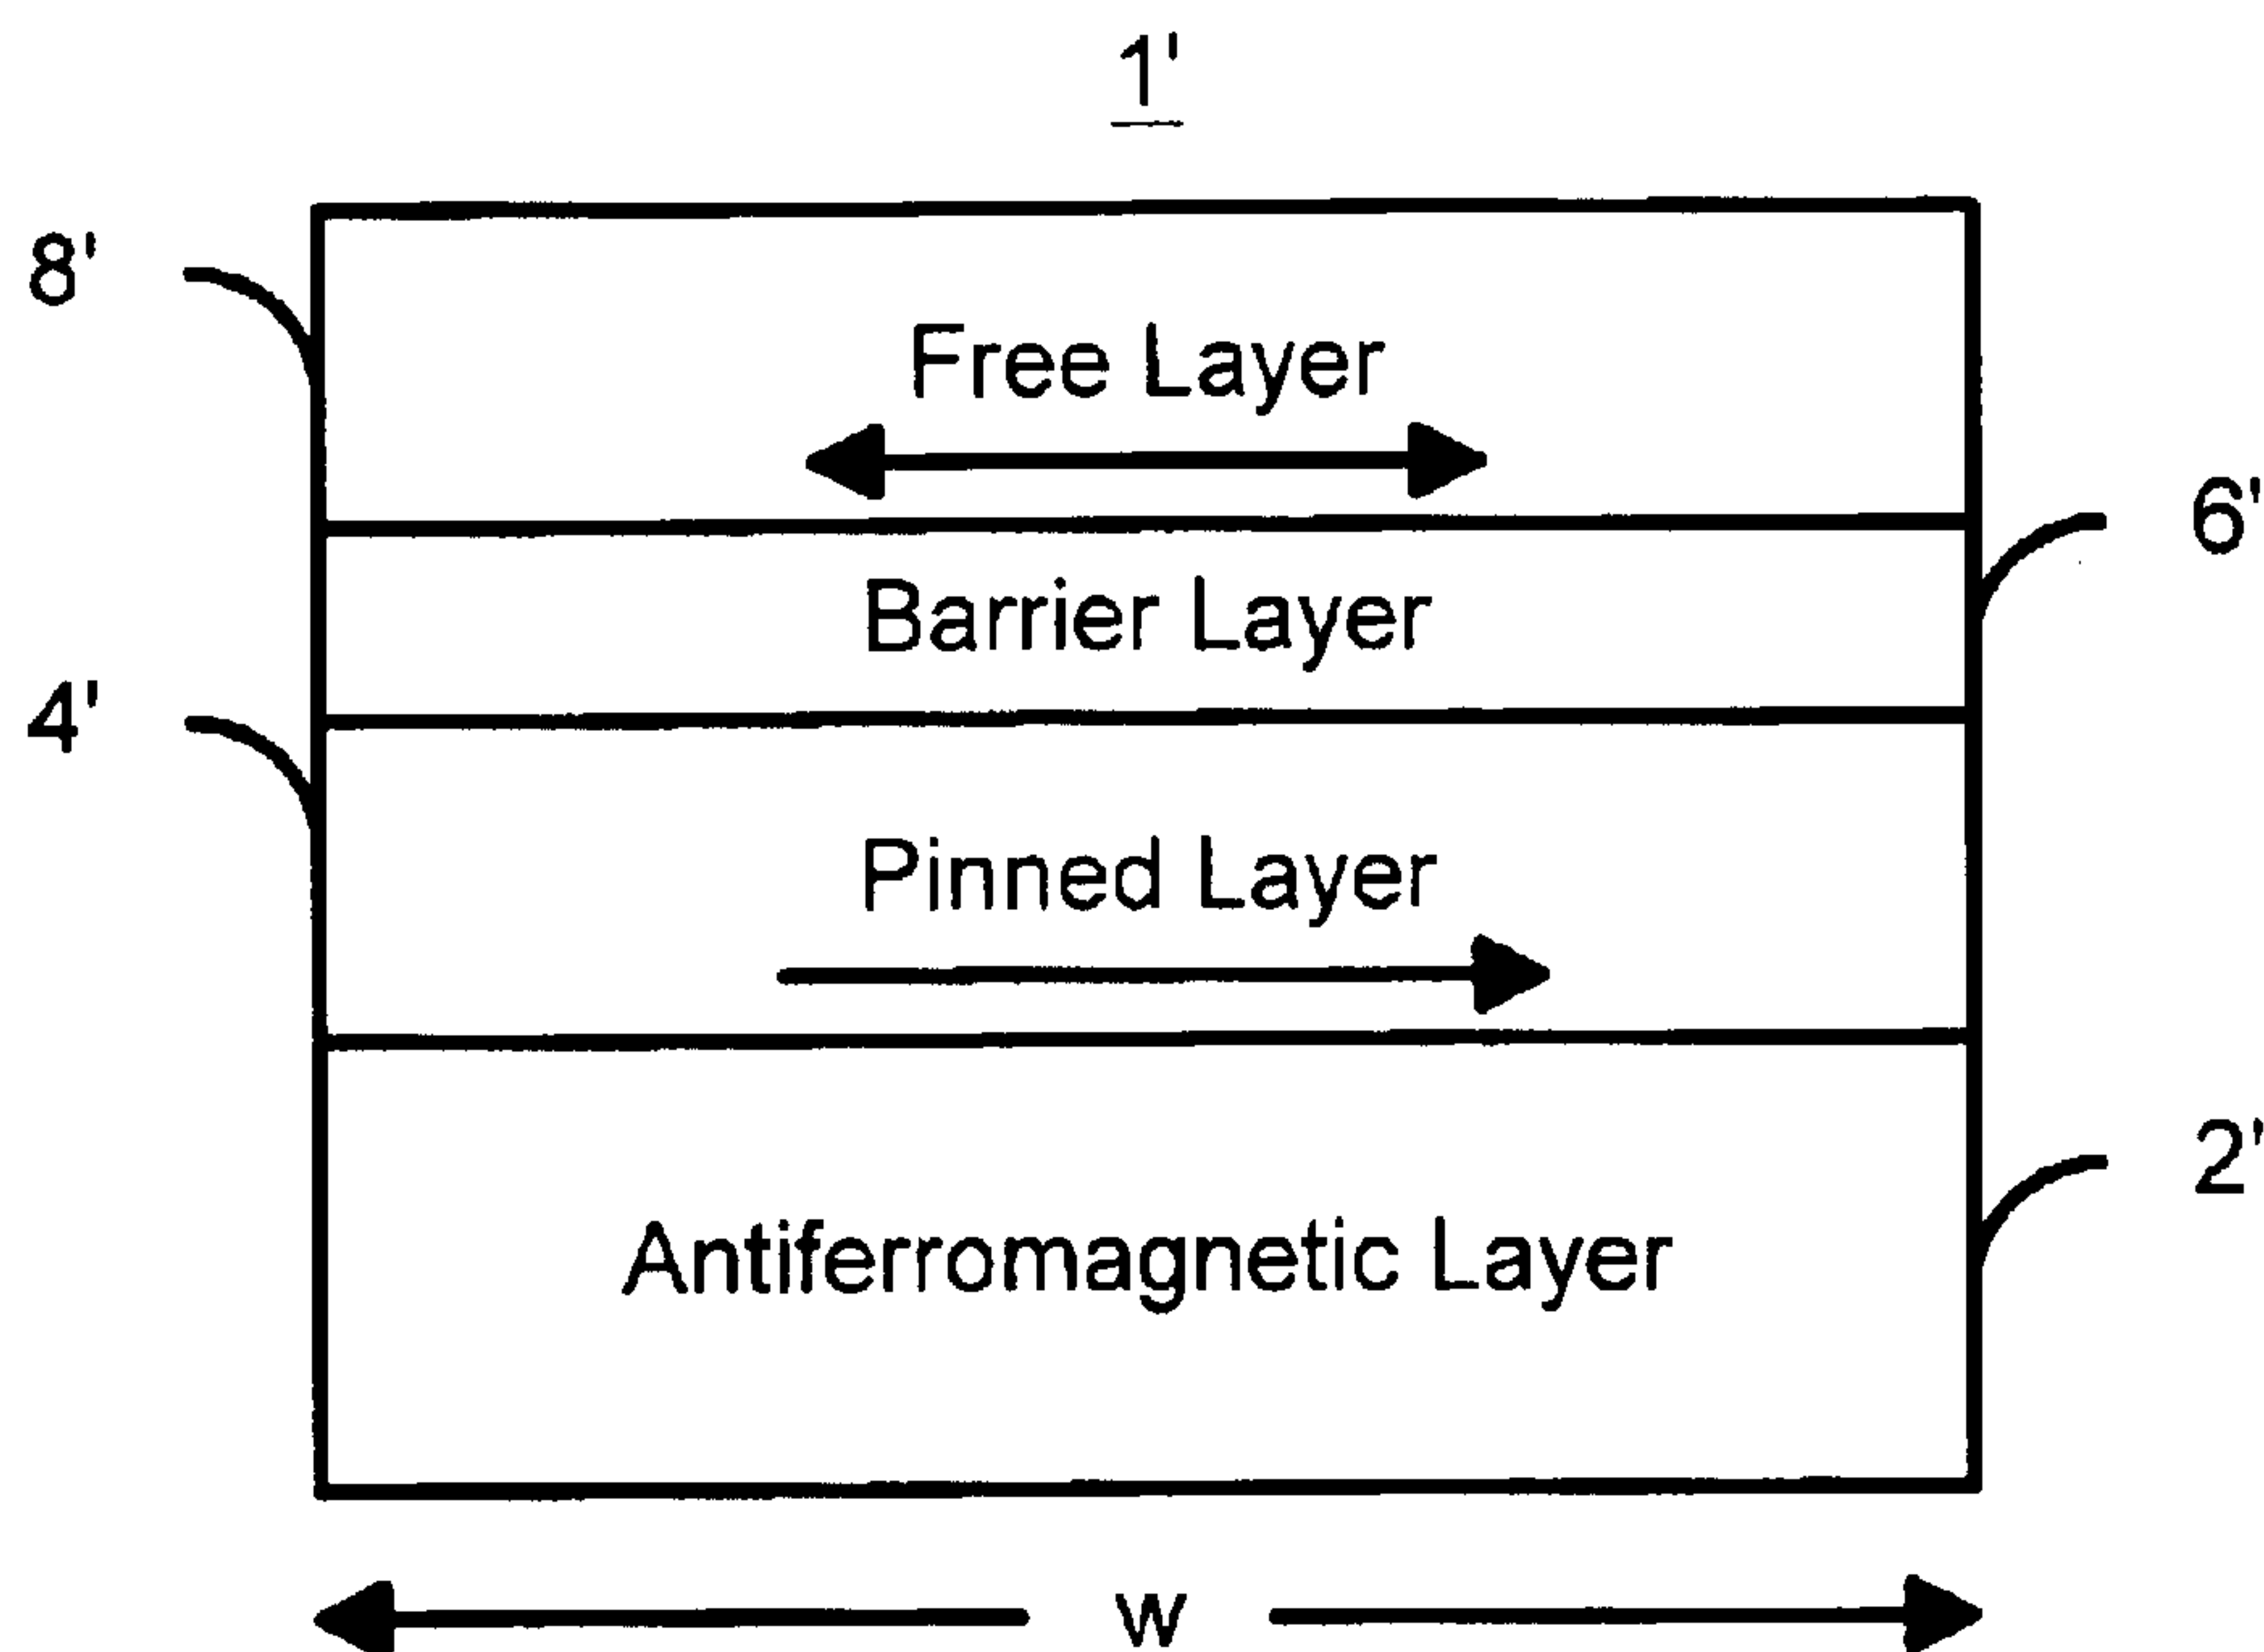 1'
8'
Free Layer
6'
Barrier Layer
4'
Pinned Layer
2'
Antiferromagnetic Layer
w